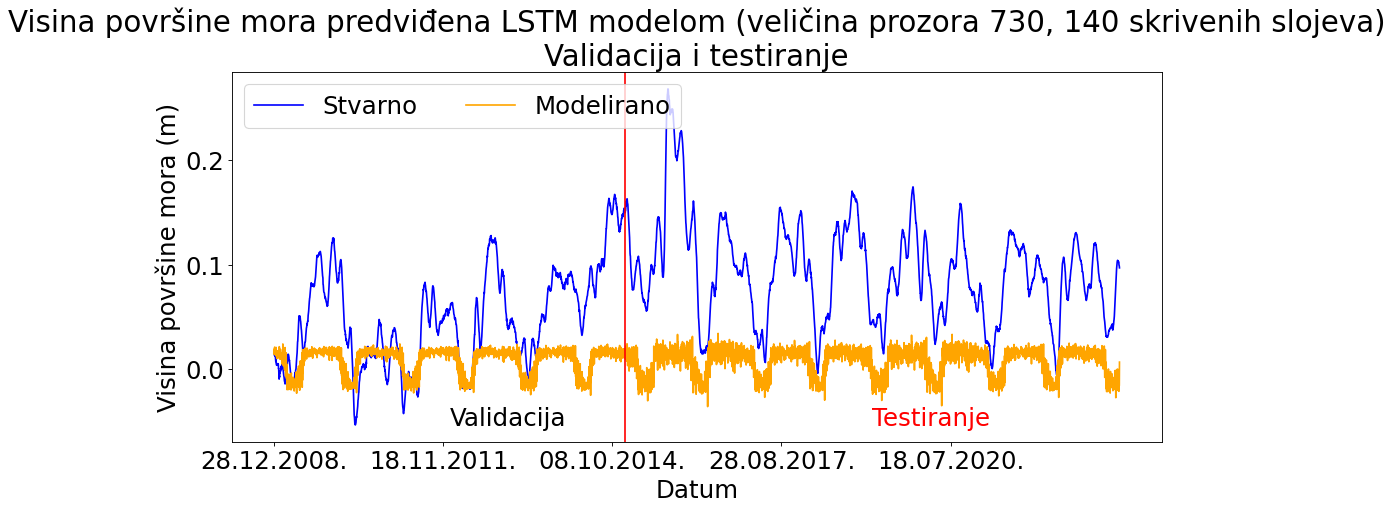 Visina površine mora predviđena LSTM modelom (veličina prozora 730, 140 skrivenih slojeva)
Validacija i testiranje
Stvarno Modelirano
Visina površine mora (m)
0.2
0.1
0.0
Validacija Testiranje
28.12.2008. 18.11.2011. 08.10.2014. 28.08.2017. 18.07.2020.
Datum